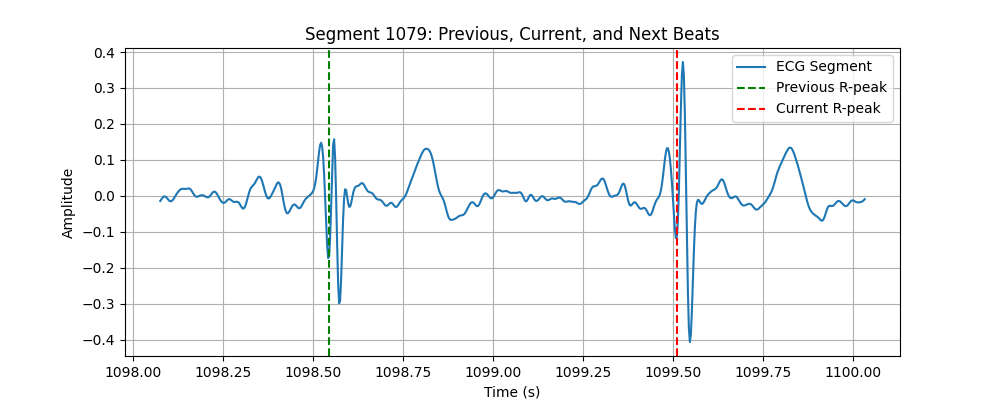 Segment 1079: Previous, Current, and Next Beats
ECG Segment
Previous R-peak
Current R-peak
Amplitude
0.4
0.3
0.2
0.1
0.0
−0.1
−0.2
−0.3
−0.4
1098.00 1098.25 1098.50 1098.75 1099.00 1099.25 1099.50 1099.75 1100.00
Time (s)